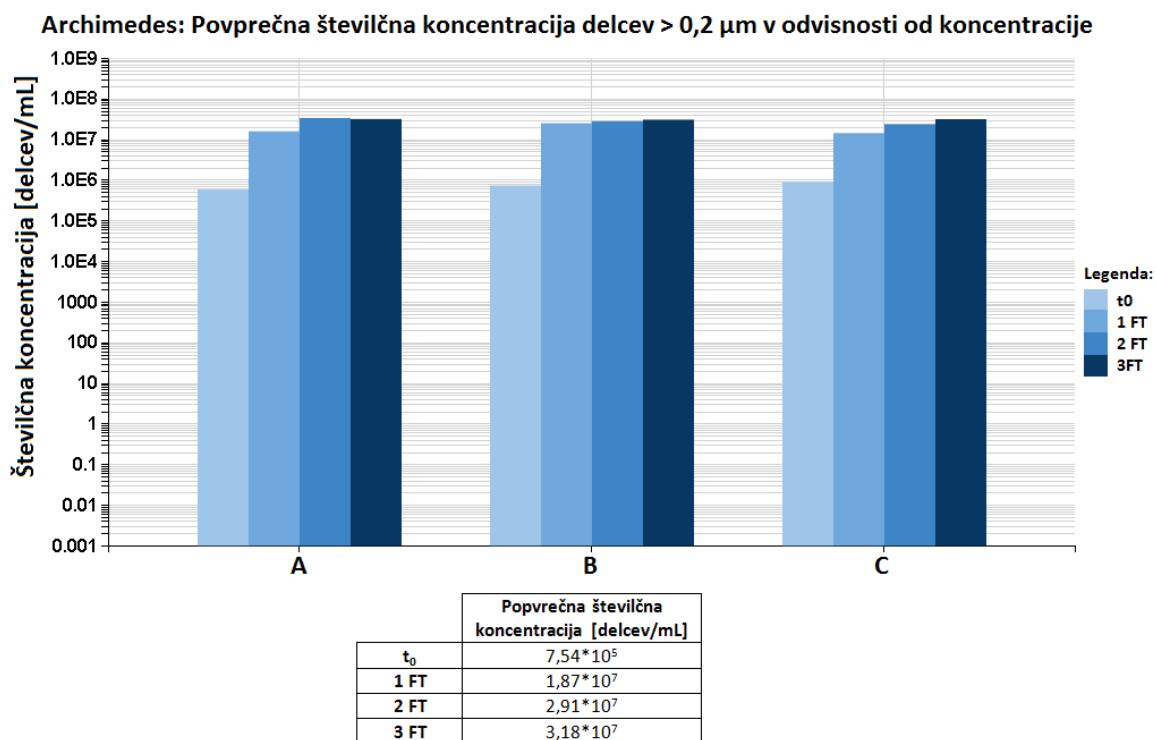 Archimedes: Povprečna številčna koncentracija delcev > 0,2 µm v odvisnosti od koncentracije
Številčna koncentracija [delcev/mL]
1.0E9
1.0E8
1.0E7
1.0E6
1.0E5
1.0E4
1000
100
10
1
0.1
0.01
0.001
A B C
Legenda:
t0
1 FT
2 FT
3FT
Popvrečna številčna
koncentracija [delcev/mL]
t₀ 7,54*10⁵
1 FT 1,87*10⁷
2 FT 2,91*10⁷
3 FT 3,18*10⁷